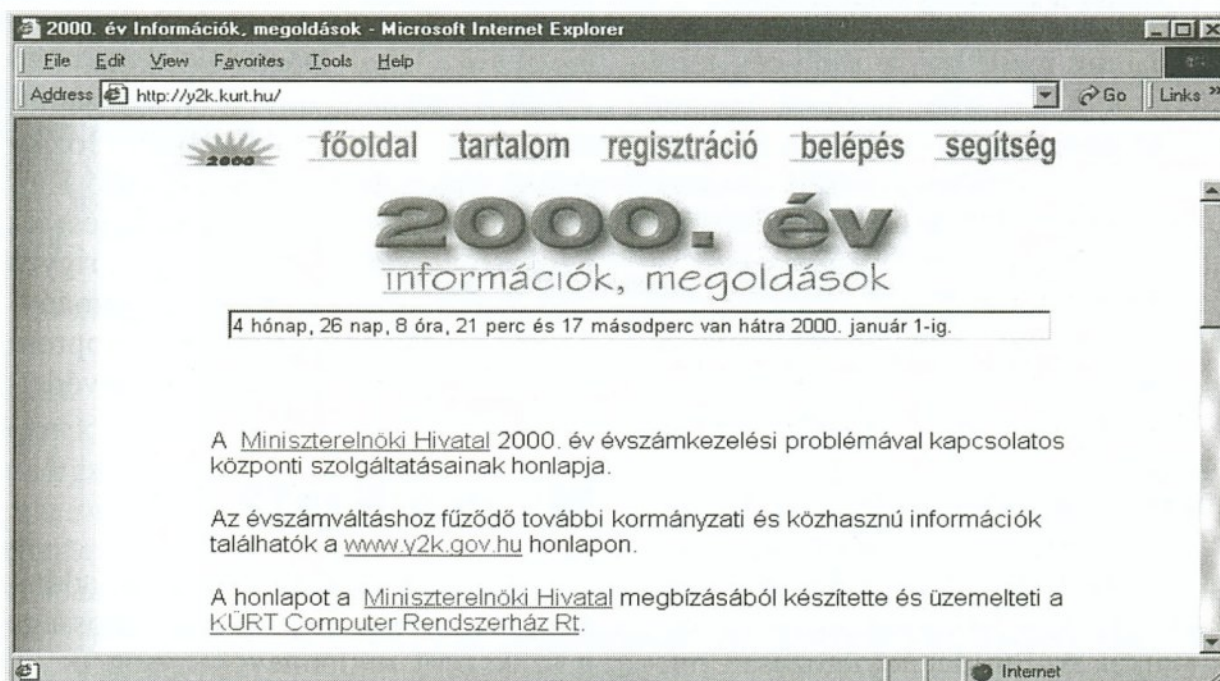 2000. év Információk, megoldások - Microsoft Internet Explorer
File Edit View Favorites Tools Help
Address http://y2k.kurt.hu/ Go Links »
2000 főoldal tartalom regisztráció belépés segítség
2000. év
információk, megoldások
4 hónap, 26 nap, 8 óra, 21 perc és 17 másodperc van hátra 2000. január 1-ig.
A Miniszterelnöki Hivatal 2000. év évszámkezelési problémával kapcsolatos
központi szolgáltatásainak honlapja.
Az évszámváltáshoz fűződő további kormányzati és közhasznú információk
találhatók a www.y2k.gov.hu honlapon.
A honlapot a Miniszterelnöki Hivatal megbízásából készítette és üzemelteti a
KÜRT Computer Rendszerház Rt.
Internet